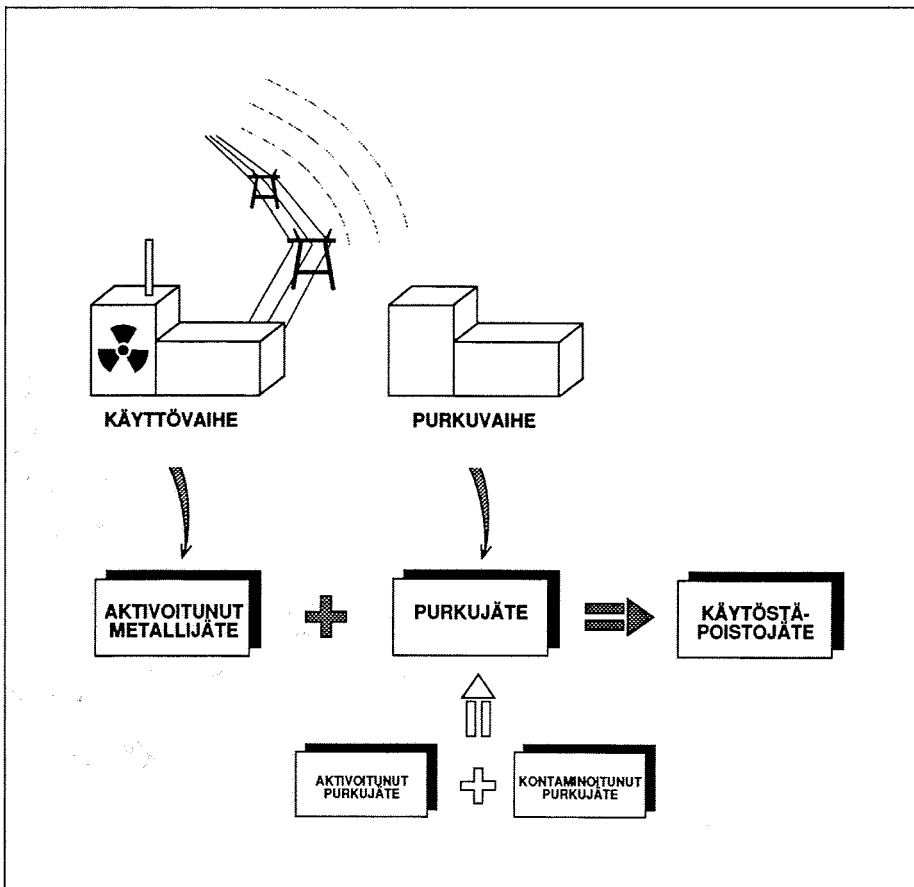 KÄYTTÖVAIHE
PURKUVAIHE
AKTIVOITUNUT
METALLIJÄTE
PURKUJÄTE
KÄYTÖSTÄ-
POISTOJÄTE
AKTIVOITUNUT
PURKUJÄTE
KONTAMINOITUNUT
PURKUJÄTE